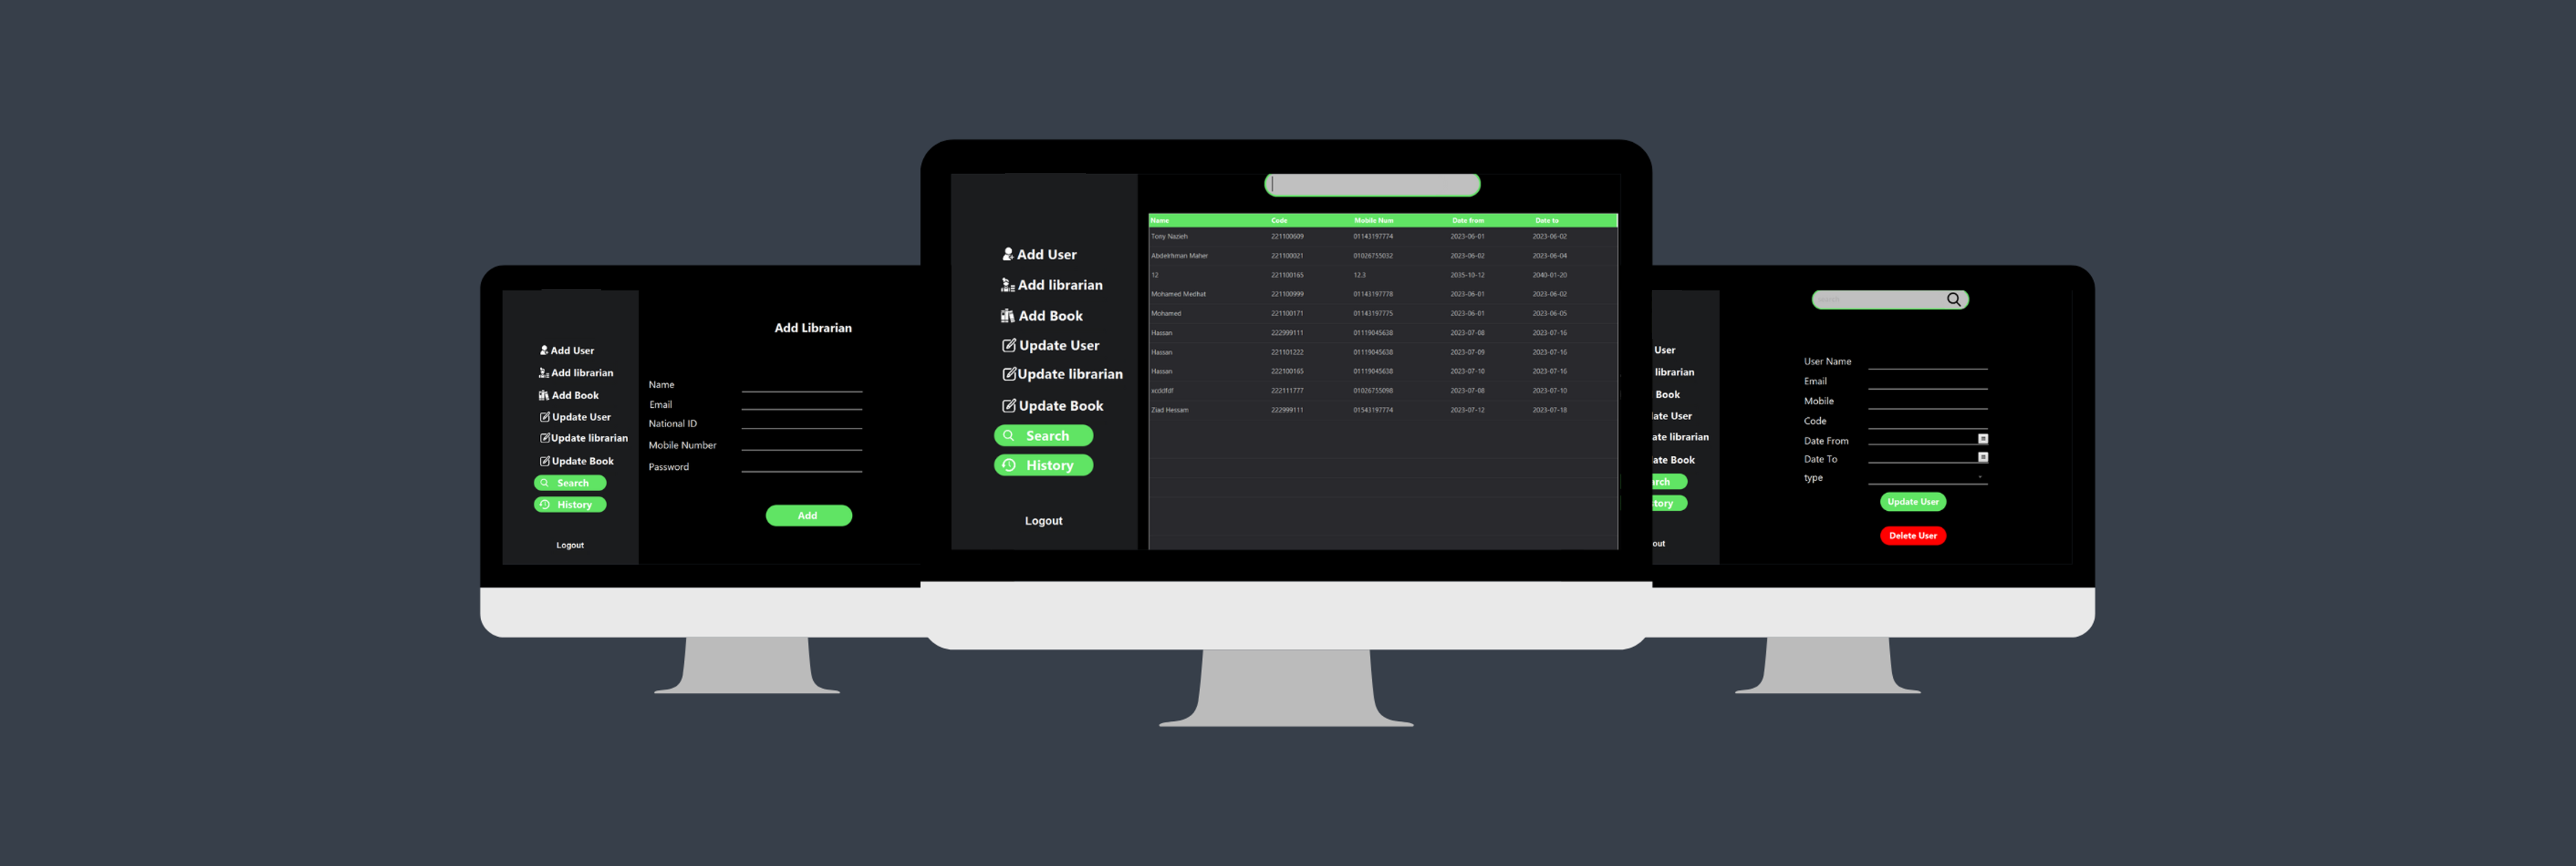 Add Librarian
Add User
Add librarian
Add Book
Update User
Update librarian
Update Book
Search
History
Logout
Name
Email
National ID
Mobile Number
Password
Add
Add User
Add librarian
Add Book
Update User
Update librarian
Update Book
Search
History
Logout
Name Code Mobile Num Date from Date to
Tony Nazieh 221100609 01143197774 2023-06-01 2023-06-02
Abdelrhman Maher 221100021 01026755032 2023-06-02 2023-06-04
12 221100165 12.3 2035-10-12 2040-01-20
Mohamed Medhat 221100999 01143197778 2023-06-01 2023-06-02
Mohamed 221100171 01143197775 2023-06-01 2023-06-05
Hassan 222999111 01119045638 2023-07-08 2023-07-16
Hassan 221101222 01119045638 2023-07-09 2023-07-16
Hassan 222100165 01119045638 2023-07-10 2023-07-16
xcddfdf 222111777 01026755098 2023-07-08 2023-07-10
Ziad Hessam 222999111 01543197774 2023-07-12 2023-07-18
User
librarian
Book
ate User
ate librarian
ate Book
rch
tory
out
User Name
Email
Mobile
Code
Date From
Date To
type
Update User
Delete User